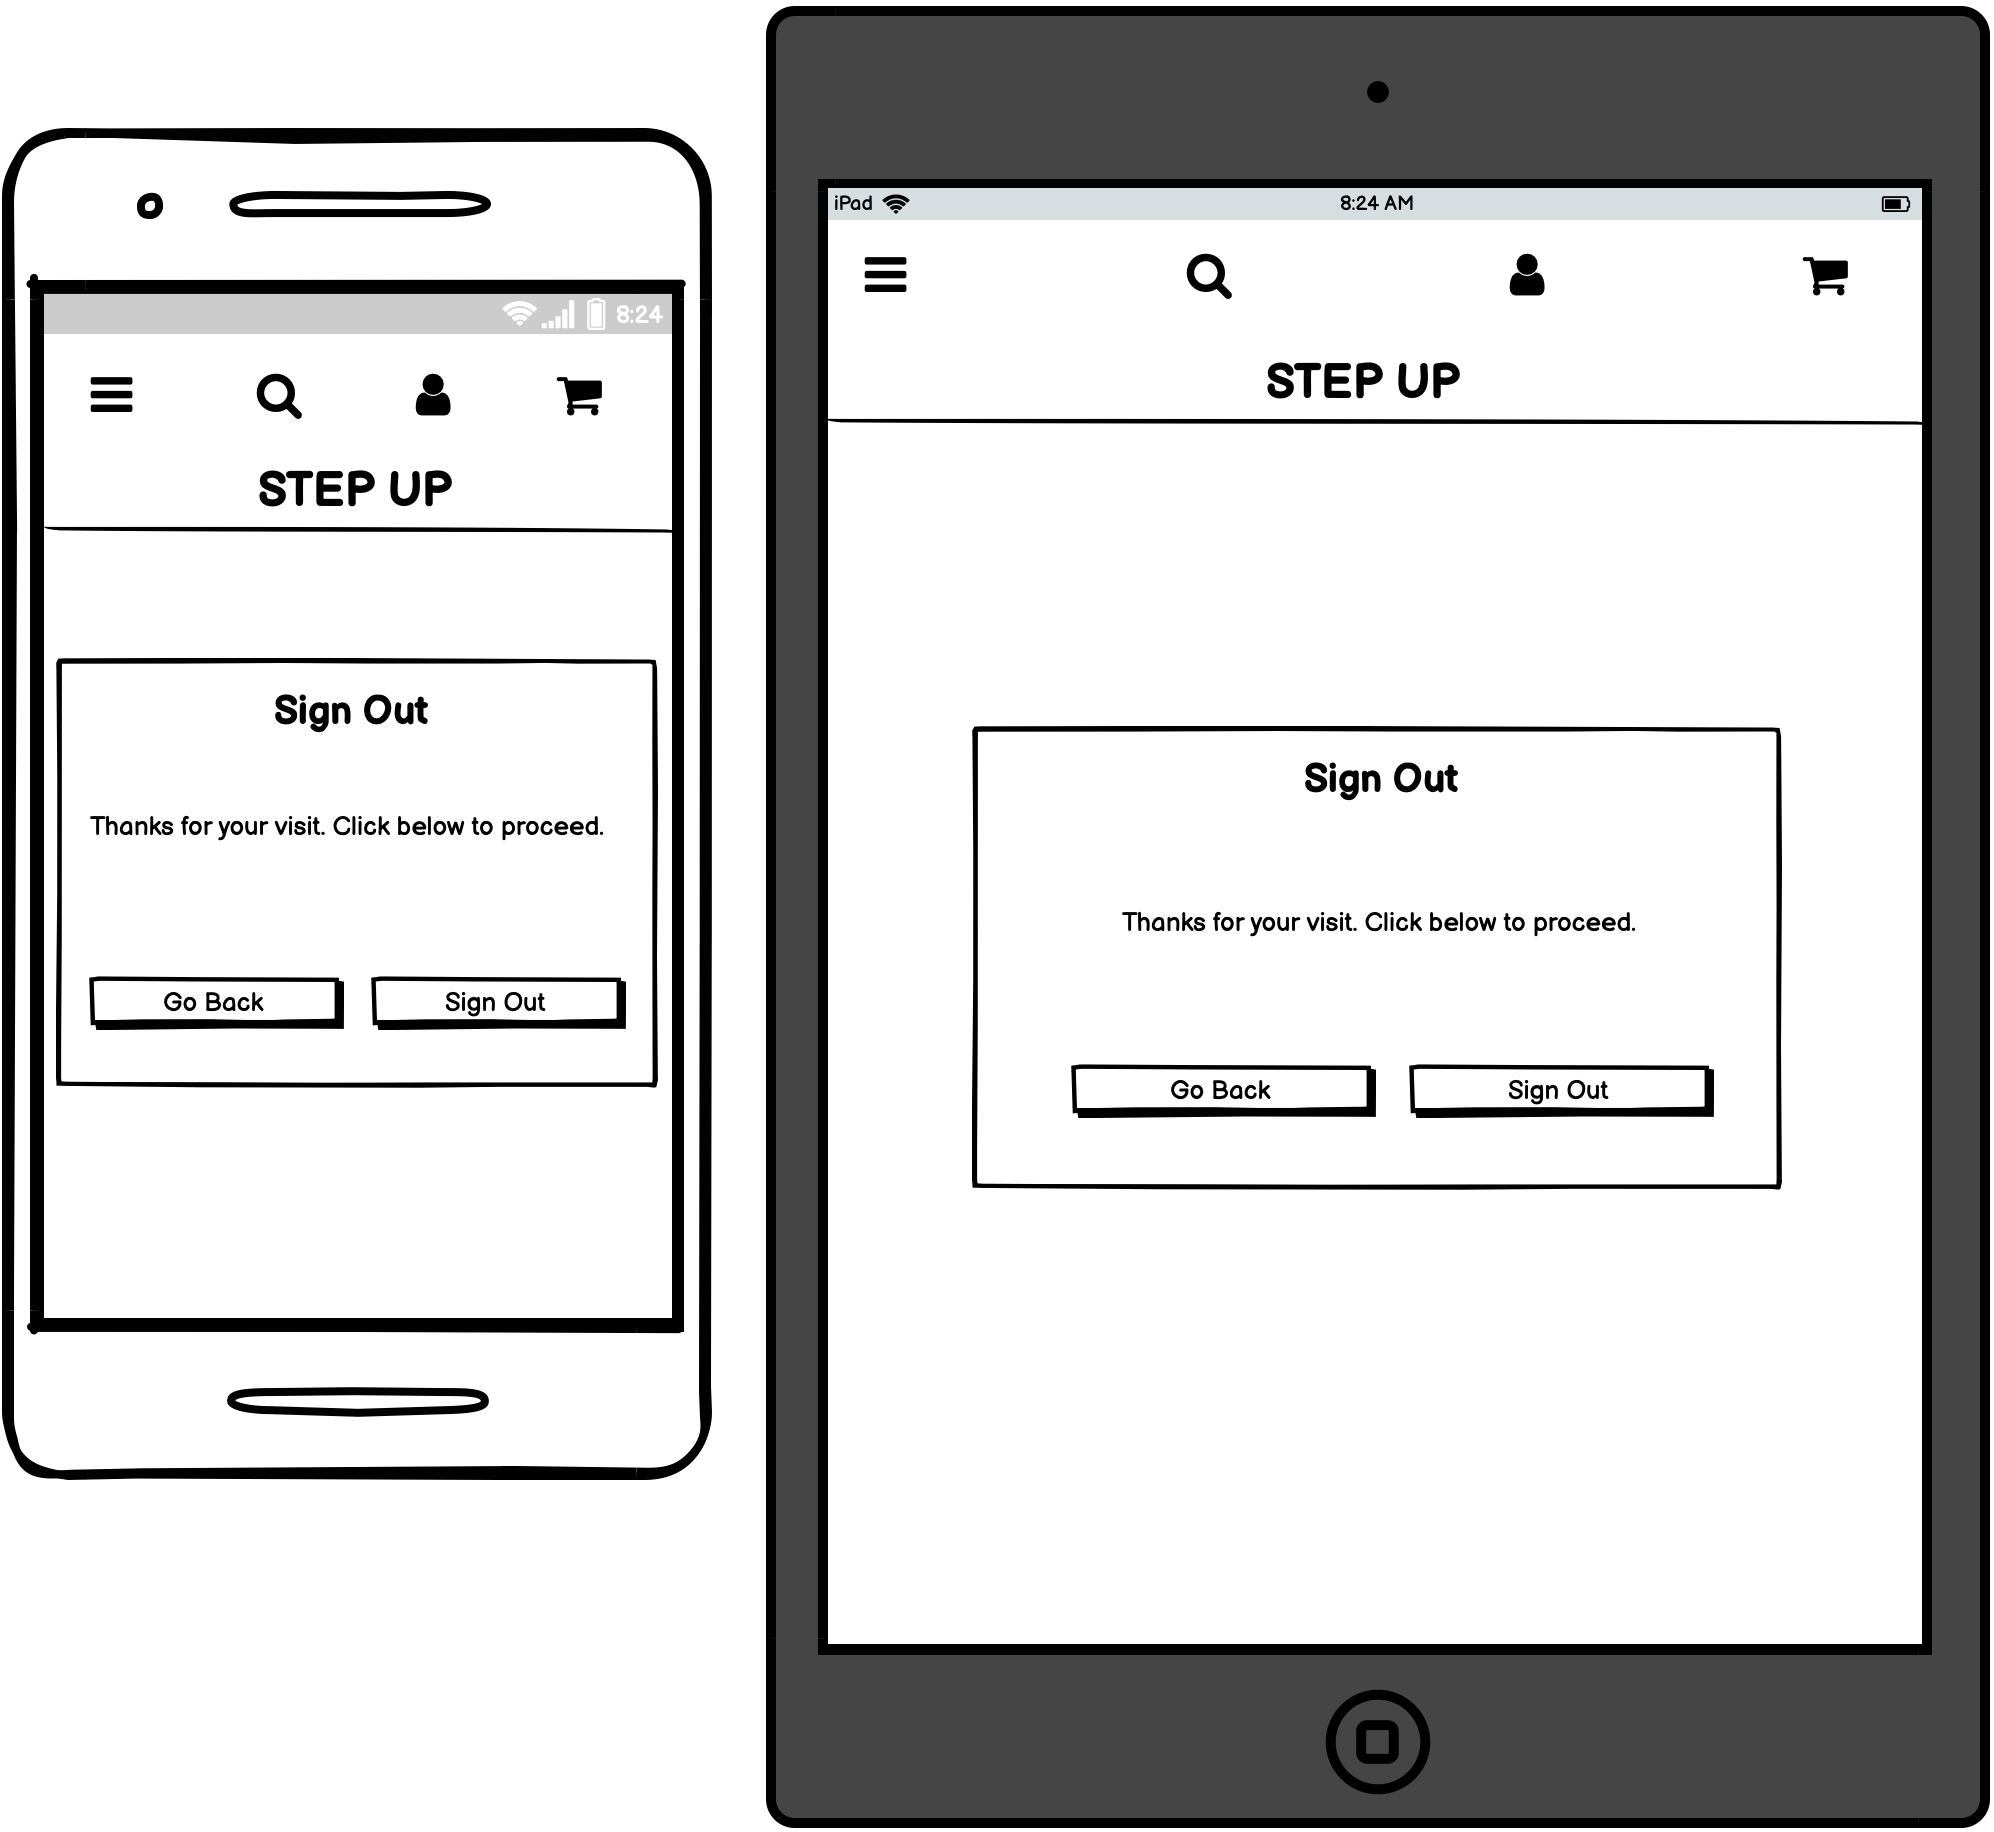 8:24
STEP UP
Sign Out
Thanks for your visit. Click below to proceed.
Go Back
Sign Out
iPad
8:24 AM
STEP UP
Sign Out
Thanks for your visit. Click below to proceed.
Go Back
Sign Out